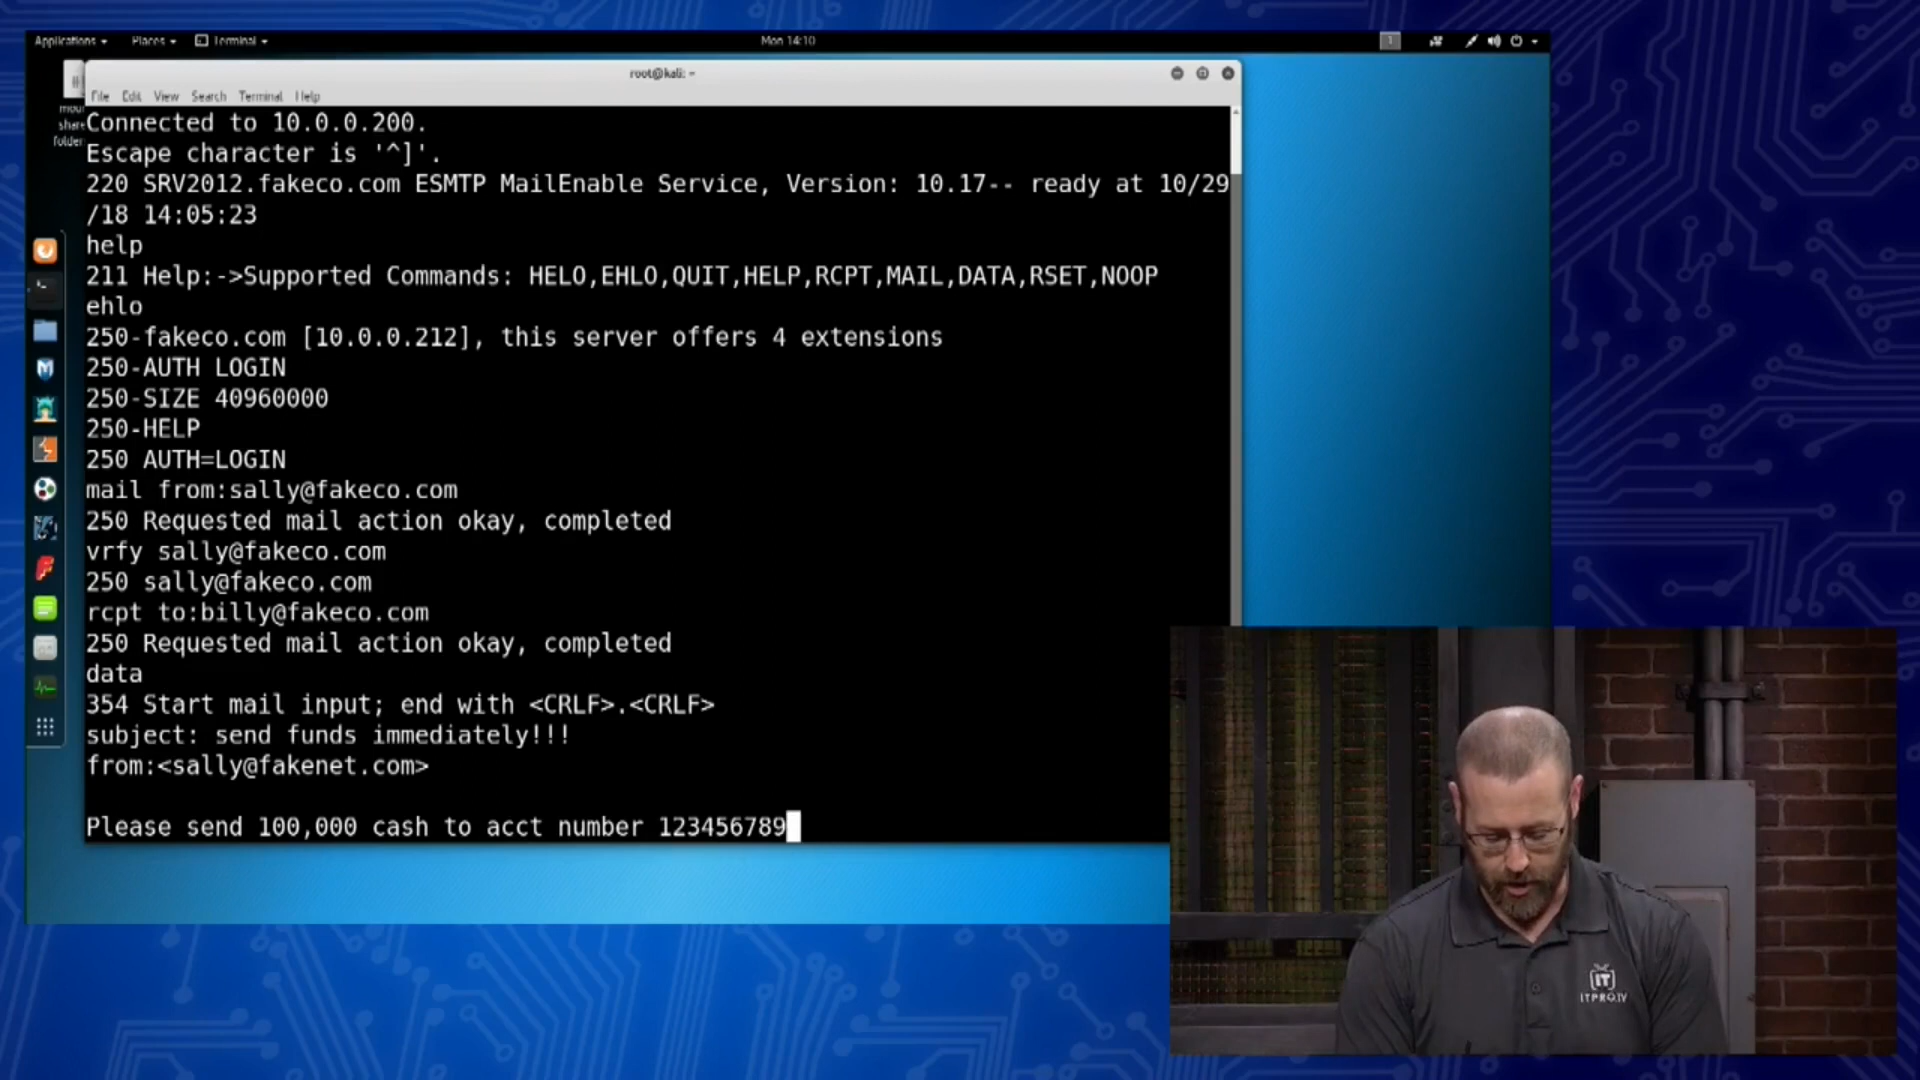 Applications Places Terminal Mon 14:10 1
root@kali: ~
File Edit View Search Terminal Help
share
folder
Connected to 10.0.0.200.
Escape character is '^]'.
220 SRV2012.fakeco.com ESMTP MailEnable Service, Version: 10.17-- ready at 10/29
/18 14:05:23
help
211 Help:->Supported Commands: HELO,EHLO,QUIT,HELP,RCPT,MAIL,DATA,RSET,NOOP
ehlo
250-fakeco.com [10.0.0.212], this server offers 4 extensions
250-AUTH LOGIN
250-SIZE 40960000
250-HELP
250 AUTH=LOGIN
mail from:sally@fakeco.com
250 Requested mail action okay, completed
vrfy sally@fakeco.com
250 sally@fakeco.com
rcpt to:billy@fakeco.com
250 Requested mail action okay, completed
data
354 Start mail input; end with <CRLF>.<CRLF>
subject: send funds immediately!!!
from:<sally@fakenet.com>
Please send 100,000 cash to acct number 123456789
IT
ITPRO.TV